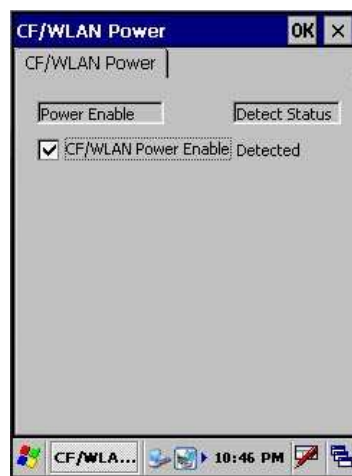 CF/WLAN Power OK ×
CF/WLAN Power
Power Enable Detect Status
CF/WLAN Power Enable Detected
CF/WLA... 10:46 PM